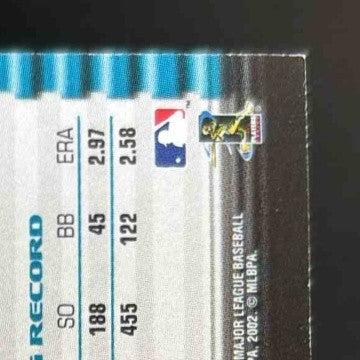 G RECORD
SO BB ERA
188 45 2.97
455 122 2.58
MAJOR LEAGUE BASEBALL
2002. © MLBPA.